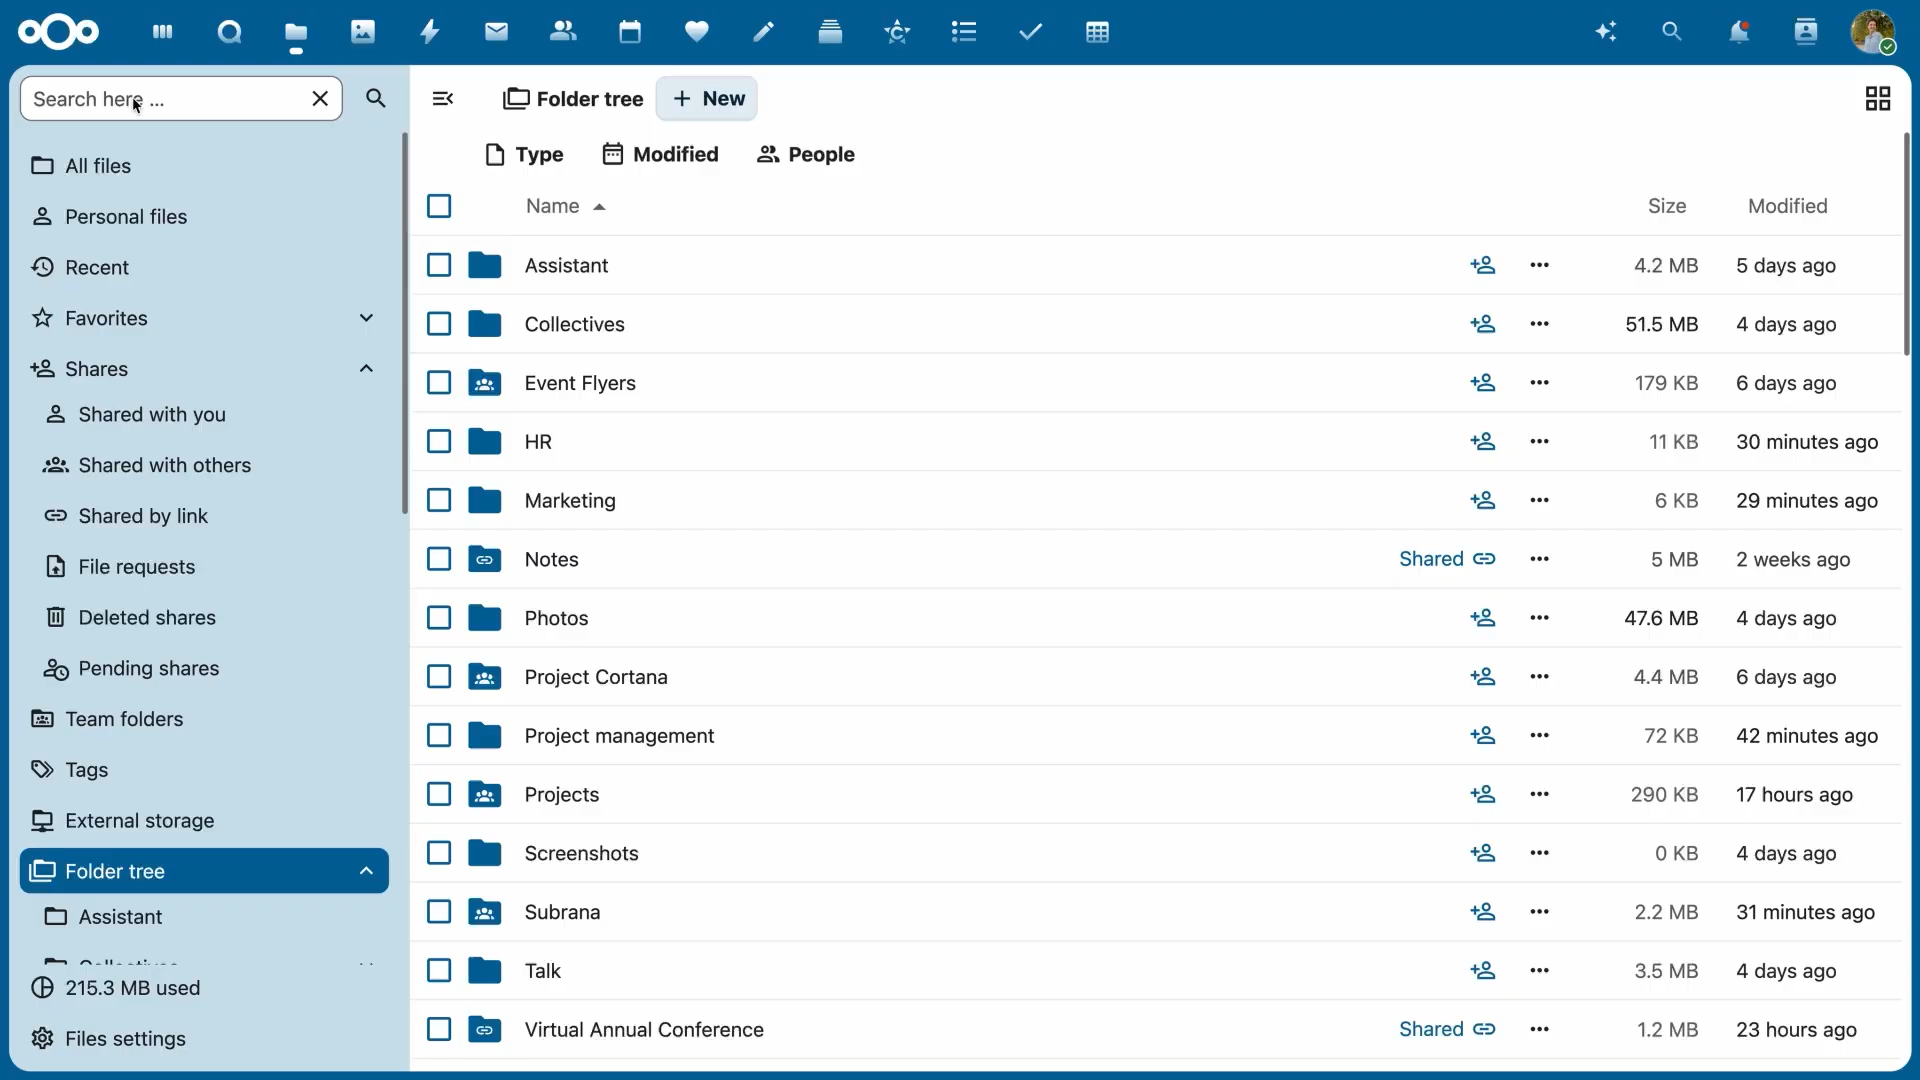 Search here ...
Folder tree
New
Type
Modified
People
All files
Personal files
Recent
Favorites
Shares
Shared with you
Shared with others
Shared by link
File requests
Deleted shares
Pending shares
Team folders
Tags
External storage
Folder tree
Assistant
Collectives
215.3 MB used
Files settings
Name Size Modified
Assistant 4.2 MB 5 days ago
Collectives 51.5 MB 4 days ago
Event Flyers 179 KB 6 days ago
HR 11 KB 30 minutes ago
Marketing 6 KB 29 minutes ago
Notes Shared 5 MB 2 weeks ago
Photos 47.6 MB 4 days ago
Project Cortana 4.4 MB 6 days ago
Project management 72 KB 42 minutes ago
Projects 290 KB 17 hours ago
Screenshots 0 KB 4 days ago
Subrana 2.2 MB 31 minutes ago
Talk 3.5 MB 4 days ago
Virtual Annual Conference Shared 1.2 MB 23 hours ago